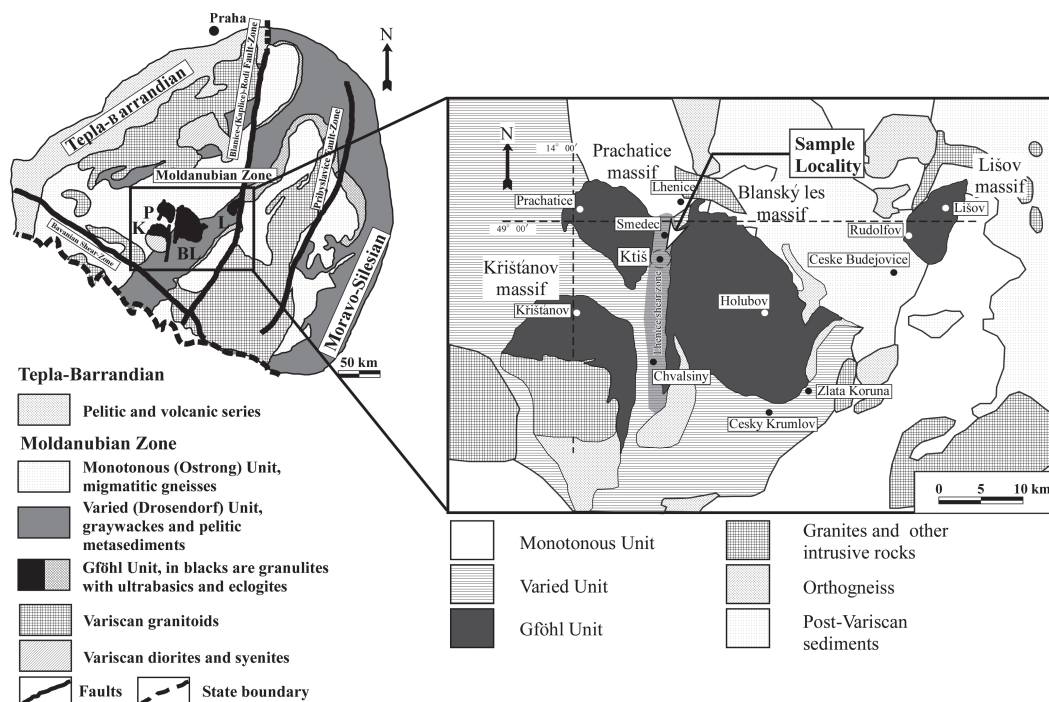 Praha
N
Tepla-Barrandian
Blanice-(Kaplice)-Rodl Fault-Zone
Pribyslavice Fault-Zone
Moldanubian Zone
P
K
L
BL
Bavarian Shear Zone
Moravo-Silesian
50 km
Tepla-Barrandian
Pelitic and volcanic series
Moldanubian Zone
Monotonous (Ostrong) Unit,
migmatitic gneisses
Varied (Drosendorf) Unit,
graywackes and pelitic
metasediments
Gföhl Unit, in blacks are granulites
with ultrabasics and eclogites
Variscan granitoids
Variscan diorites and syenites
Faults
State boundary
N
14° 00'
Prachatice
massif
Lhenice
Sample
Locality
Blanský les
massif
Lišov
massif
Prachatice
Smedec
49° 00'
Ktiš
Lišov
Rudolfov
Ceske Budejovice
Křišťanov
massif
Křišťanov
Lhenice shear zone
Holubov
Chvalsiny
Zlata Koruna
Cesky Krumlov
0 5 10 km
Monotonous Unit
Varied Unit
Gföhl Unit
Granites and other
intrusive rocks
Orthogneiss
Post-Variscan
sediments